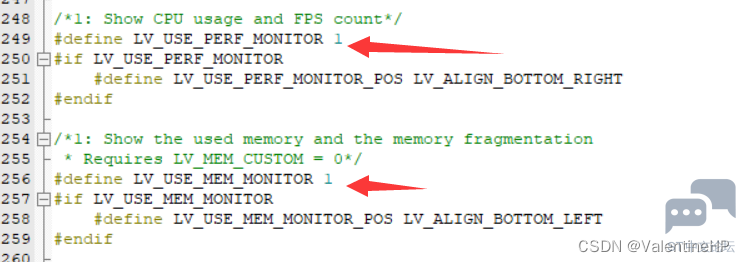 248 /*1: Show CPU usage and FPS count*/
249 #define LV_USE_PERF_MONITOR 1
250 #if LV_USE_PERF_MONITOR
251 #define LV_USE_PERF_MONITOR_POS LV_ALIGN_BOTTOM_RIGHT
252 #endif
253
254 /*1: Show the used memory and the memory fragmentation
255 * Requires LV_MEM_CUSTOM = 0*/
256 #define LV_USE_MEM_MONITOR 1
257 #if LV_USE_MEM_MONITOR
258 #define LV_USE_MEM_MONITOR_POS LV_ALIGN_BOTTOM_LEFT
259 #endif
260
CSDN @ValentineHP